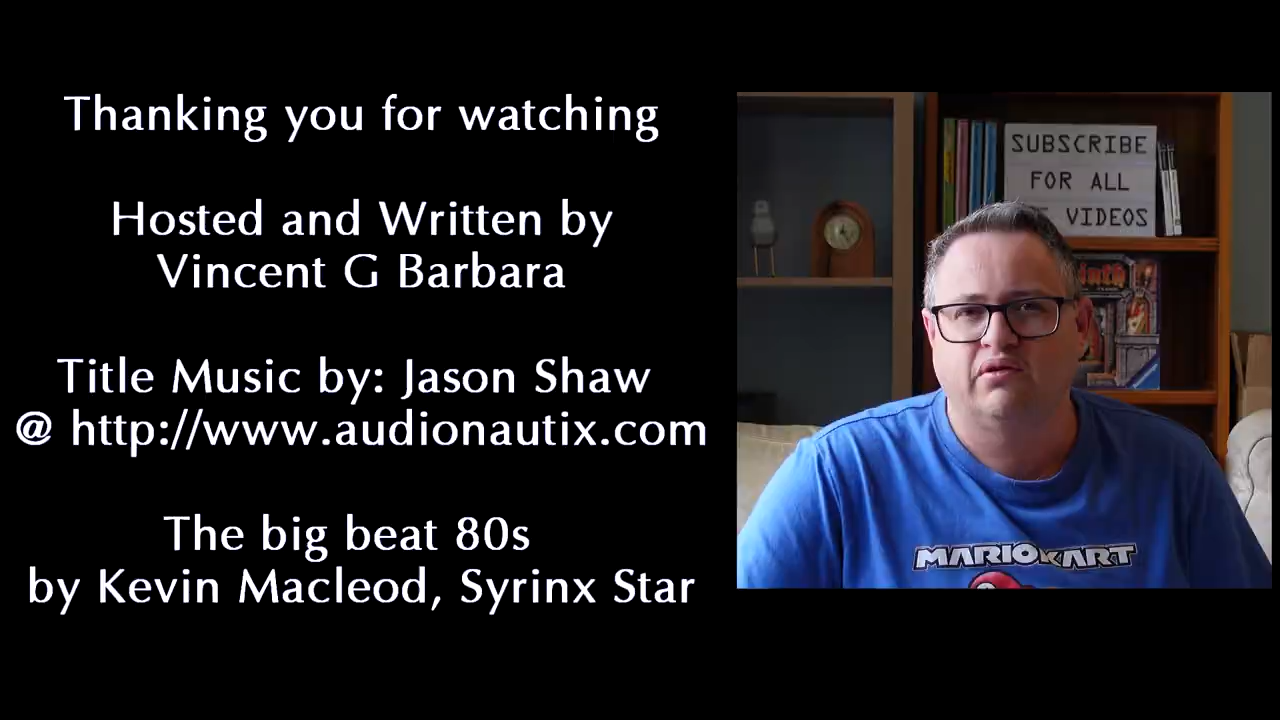 Thanking you for watching
Hosted and Written by
Vincent G Barbara
Title Music by: Jason Shaw
@ http://www.audionautix.com
The big beat 80s
by Kevin Macleod, Syrinx Star
SUBSCRIBE
FOR ALL
VIDEOS
MARIOKART